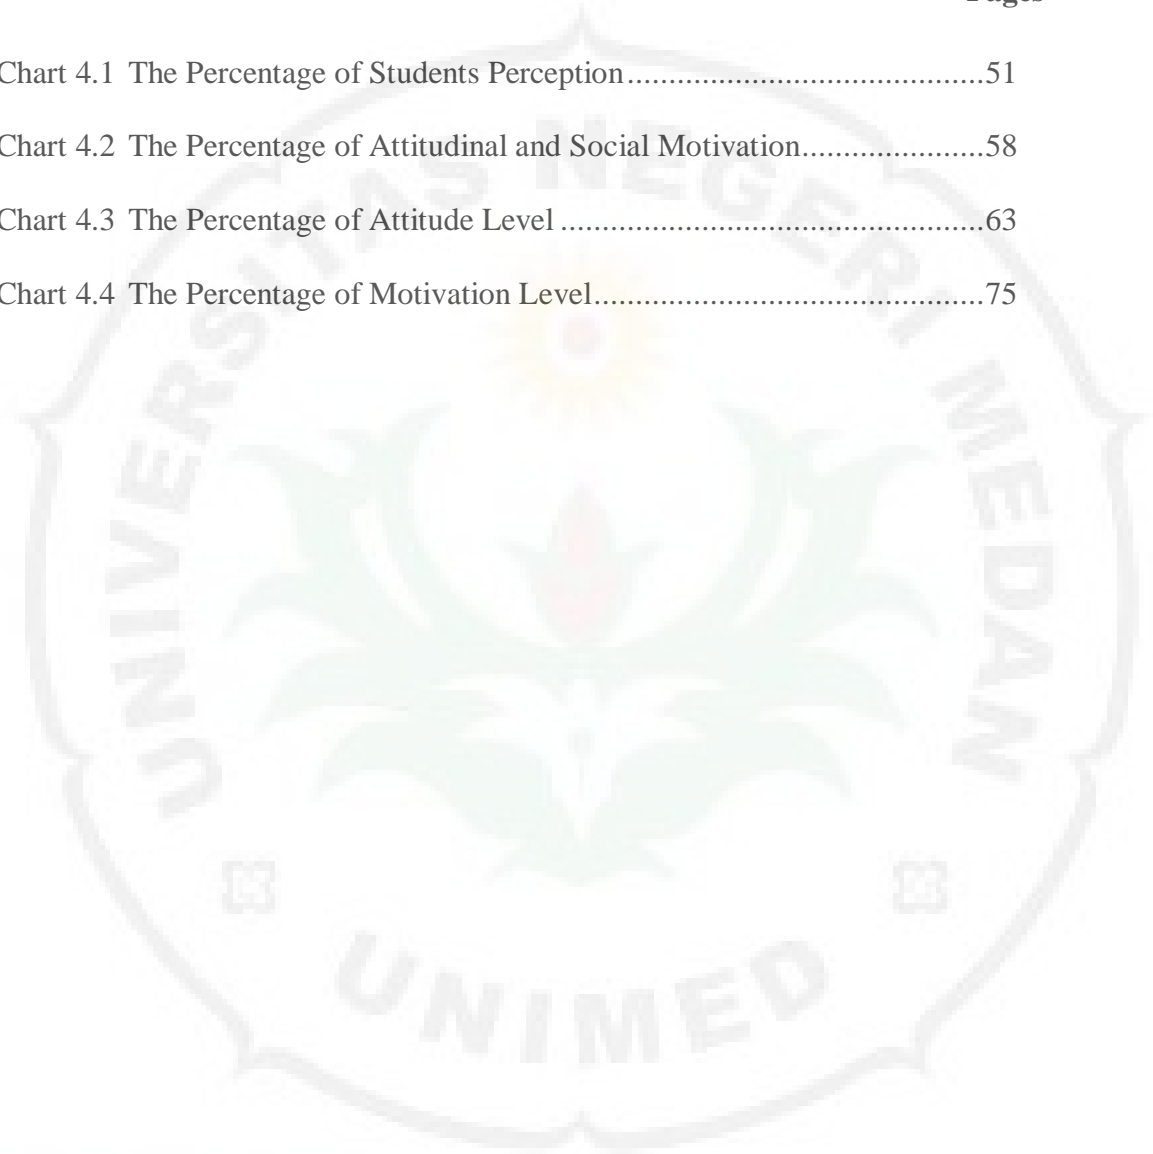 Pages
Chart 4.1 The Percentage of Students Perception...........................................51
Chart 4.2 The Percentage of Attitudinal and Social Motivation......................58
Chart 4.3 The Percentage of Attitude Level ...................................................63
Chart 4.4 The Percentage of Motivation Level...............................................75
UNIVERSITAS NEGERI MEDAN
UNIMED